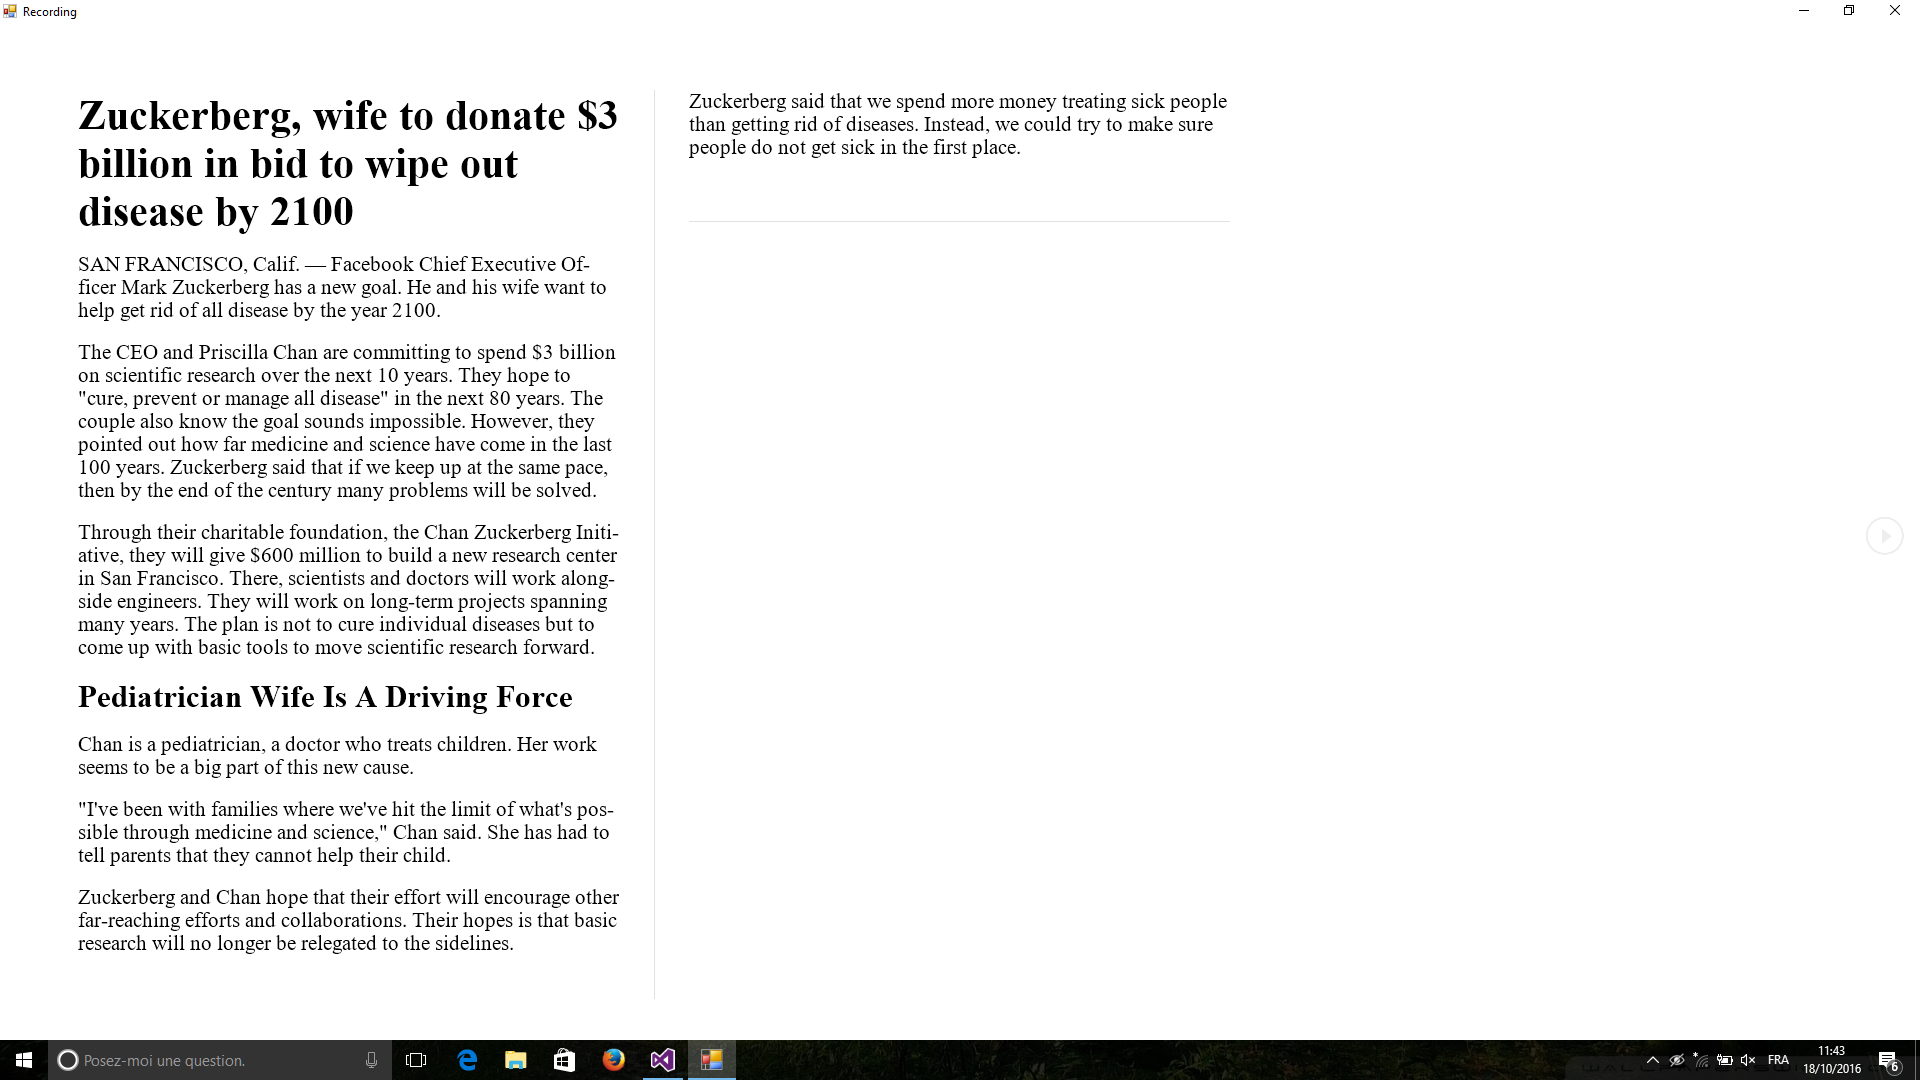 Recording
Zuckerberg, wife to donate $3
billion in bid to wipe out
disease by 2100
SAN FRANCISCO, Calif. — Facebook Chief Executive Of-
ficer Mark Zuckerberg has a new goal. He and his wife want to
help get rid of all disease by the year 2100.
The CEO and Priscilla Chan are committing to spend $3 billion
on scientific research over the next 10 years. They hope to
"cure, prevent or manage all disease" in the next 80 years. The
couple also know the goal sounds impossible. However, they
pointed out how far medicine and science have come in the last
100 years. Zuckerberg said that if we keep up at the same pace,
then by the end of the century many problems will be solved.
Through their charitable foundation, the Chan Zuckerberg Initi-
ative, they will give $600 million to build a new research center
in San Francisco. There, scientists and doctors will work along-
side engineers. They will work on long-term projects spanning
many years. The plan is not to cure individual diseases but to
come up with basic tools to move scientific research forward.
Pediatrician Wife Is A Driving Force
Chan is a pediatrician, a doctor who treats children. Her work
seems to be a big part of this new cause.
"I've been with families where we've hit the limit of what's pos-
sible through medicine and science," Chan said. She has had to
tell parents that they cannot help their child.
Zuckerberg and Chan hope that their effort will encourage other
far-reaching efforts and collaborations. Their hopes is that basic
research will no longer be relegated to the sidelines.
Zuckerberg said that we spend more money treating sick people
than getting rid of diseases. Instead, we could try to make sure
people do not get sick in the first place.
Posez-moi une question.
FRA
11:43
18/10/2016
6